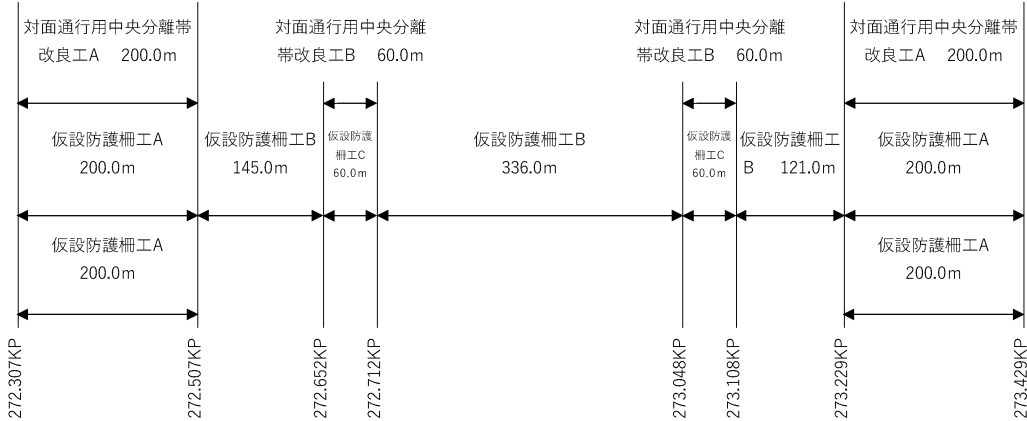 対面通行用中央分離帯
改良工A 200.0m
対面通行用中央分離
帯改良工B 60.0m
対面通行用中央分離
帯改良工B 60.0m
対面通行用中央分離帯
改良工A 200.0m
仮設防護柵工A
200.0m
仮設防護柵工B
145.0m
仮設防護
柵工C
60.0m
仮設防護柵工B
336.0m
仮設防護
柵工C
60.0m
仮設防護柵工
B 121.0m
仮設防護柵工A
200.0m
仮設防護柵工A
200.0m
仮設防護柵工A
200.0m
272.307KP
272.507KP
272.652KP
272.712KP
273.048KP
273.108KP
273.229KP
273.429KP